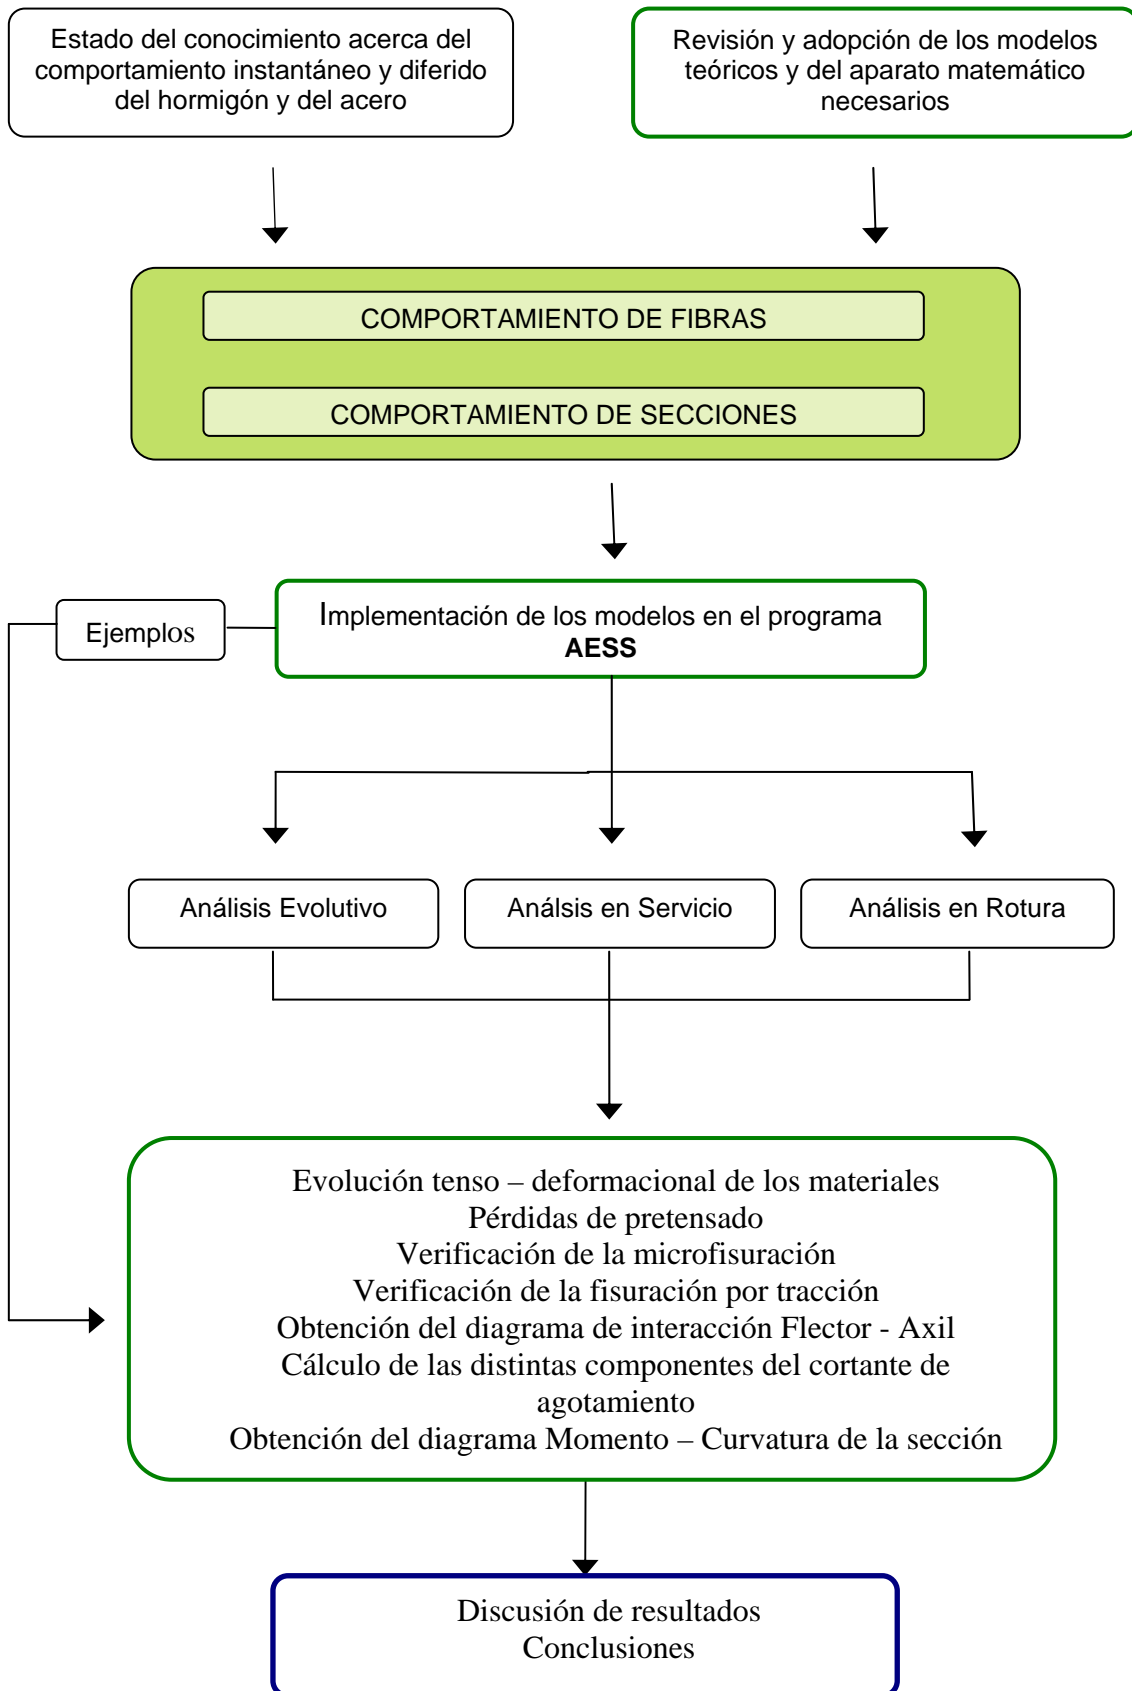 Estado del conocimiento acerca del
comportamiento instantáneo y diferido
del hormigón y del acero
Revisión y adopción de los modelos
teóricos y del aparato matemático
necesarios
COMPORTAMIENTO DE FIBRAS
COMPORTAMIENTO DE SECCIONES
Ejemplos
Implementación de los modelos en el programa
AESS
Análisis Evolutivo
Análsis en Servicio
Análisis en Rotura
Evolución tenso – deformacional de los materiales
Pérdidas de pretensado
Verificación de la microfisuración
Verificación de la fisuración por tracción
Obtención del diagrama de interacción Flector - Axil
Cálculo de las distintas componentes del cortante de
agotamiento
Obtención del diagrama Momento – Curvatura de la sección
Discusión de resultados
Conclusiones